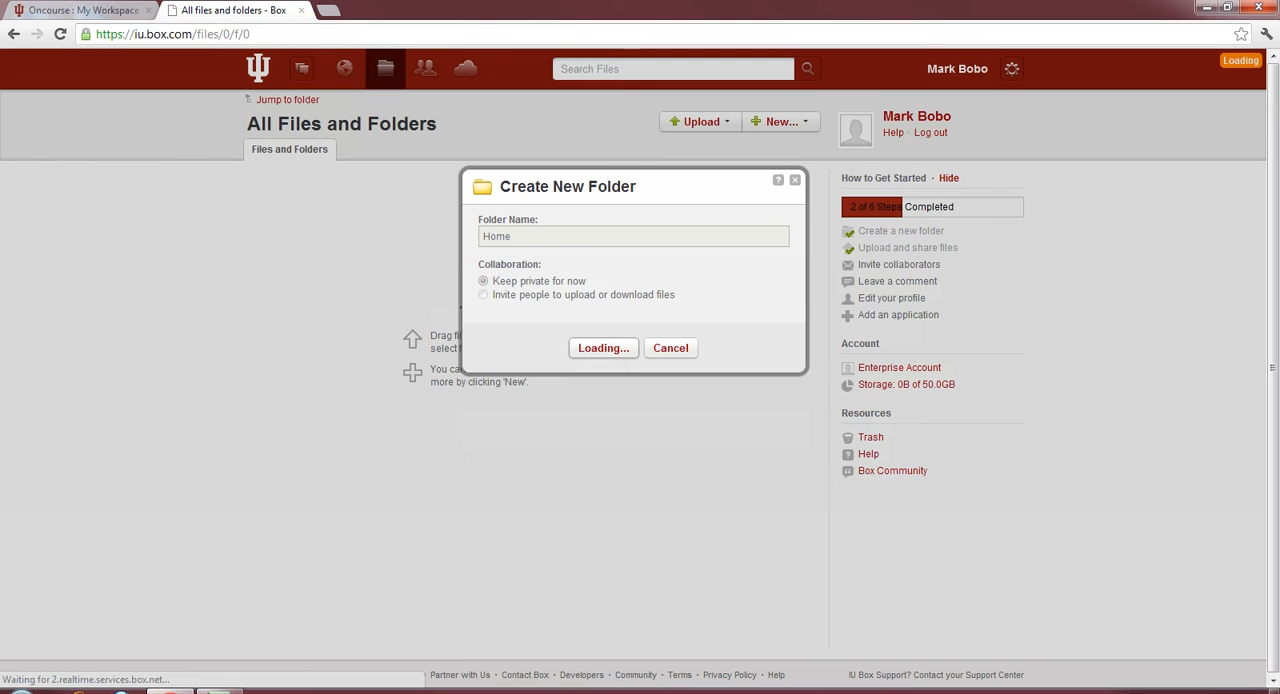 Oncourse : My Workspace
All files and folders - Box
https://iu.box.com/files/0/f/0
Search Files
Mark Bobo
Loading
Jump to folder
All Files and Folders
Upload
New...
Mark Bobo
Help · Log out
Files and Folders
Create New Folder
Folder Name:
Home
Collaboration:
Keep private for now
Invite people to upload or download files
Loading...
Cancel
Drag fil
select f
You ca
more by clicking 'New'.
How to Get Started · Hide
2 of 6 Steps Completed
Create a new folder
Upload and share files
Invite collaborators
Leave a comment
Edit your profile
Add an application
Account
Enterprise Account
Storage: 0B of 50.0GB
Resources
Trash
Help
Box Community
Waiting for 2.realtime.services.box.net...
Partner with Us · Contact Box · Developers · Community · Terms · Privacy Policy · Help
IU Box Support? Contact your Support Center